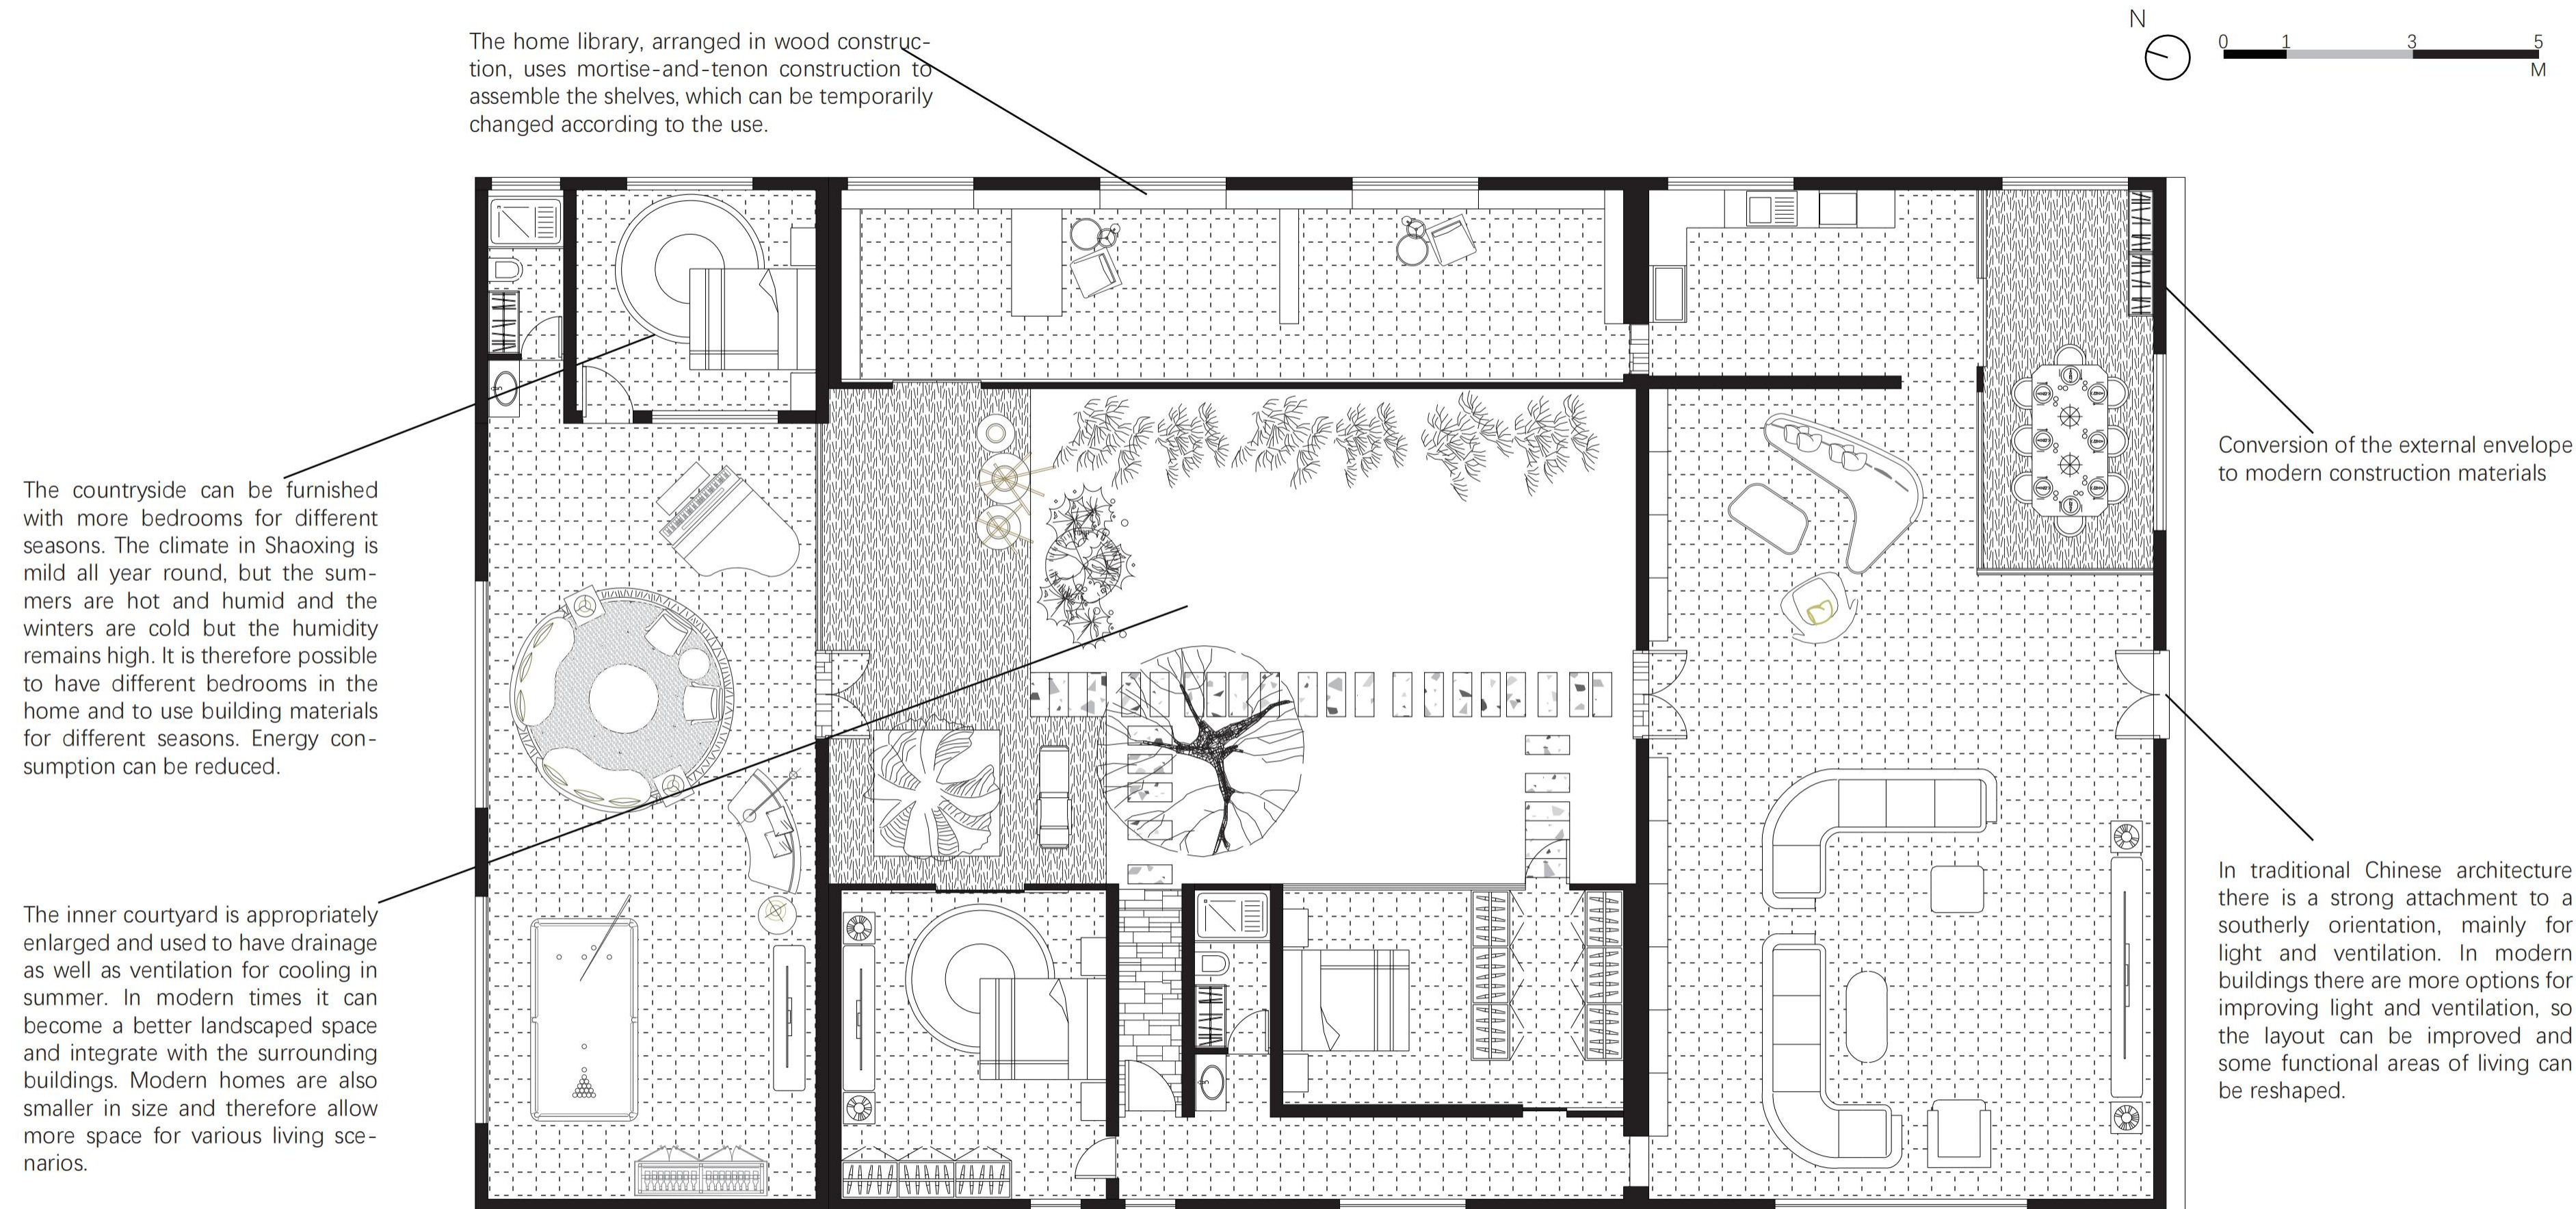 The home library, arranged in wood construc-
tion, uses mortise-and-tenon construction to
assemble the shelves, which can be temporarily
changed according to the use.
N
0 1 3 5
M
The countryside can be furnished
with more bedrooms for different
seasons. The climate in Shaoxing is
mild all year round, but the sum-
mers are hot and humid and the
winters are cold but the humidity
remains high. It is therefore possible
to have different bedrooms in the
home and to use building materials
for different seasons. Energy con-
sumption can be reduced.
The inner courtyard is appropriately
enlarged and used to have drainage
as well as ventilation for cooling in
summer. In modern times it can
become a better landscaped space
and integrate with the surrounding
buildings. Modern homes are also
smaller in size and therefore allow
more space for various living sce-
narios.
Conversion of the external envelope
to modern construction materials
In traditional Chinese architecture
there is a strong attachment to a
southerly orientation, mainly for
light and ventilation. In modern
buildings there are more options for
improving light and ventilation, so
the layout can be improved and
some functional areas of living can
be reshaped.